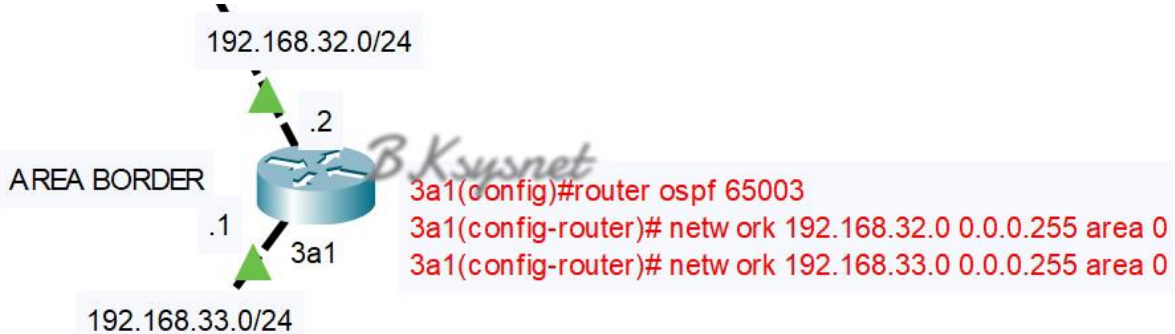 192.168.32.0/24
.2
B.Ksysnet
AREA BORDER
3a1(config)#router ospf 65003
.1
3a1(config-router)# netw ork 192.168.32.0 0.0.0.255 area 0
3a1
3a1(config-router)# netw ork 192.168.33.0 0.0.0.255 area 0
192.168.33.0/24